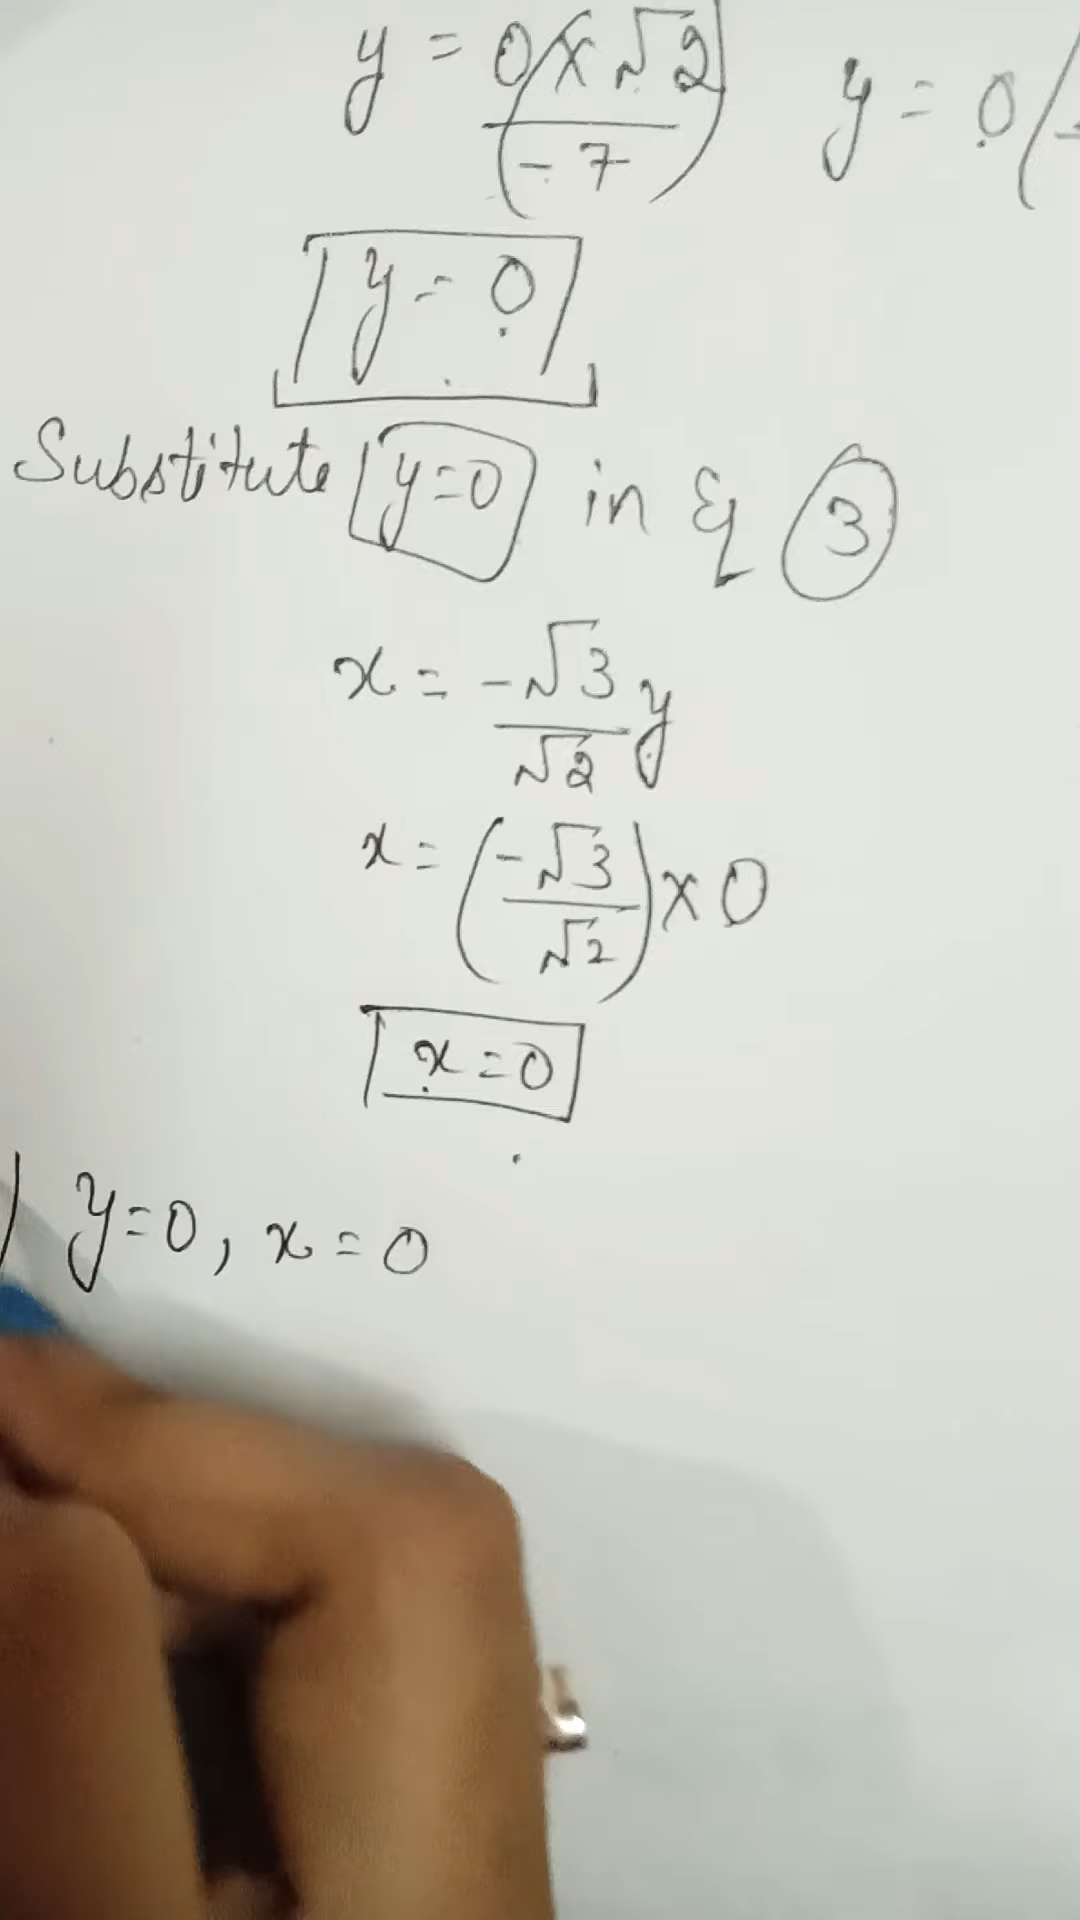 y = 0(x√2/-7) y = 0(
y = 0
Substitute y=0 in Eq 3
x = -√3/√2 y
x = (-√3/√2) x 0
x = 0
y=0, x=0